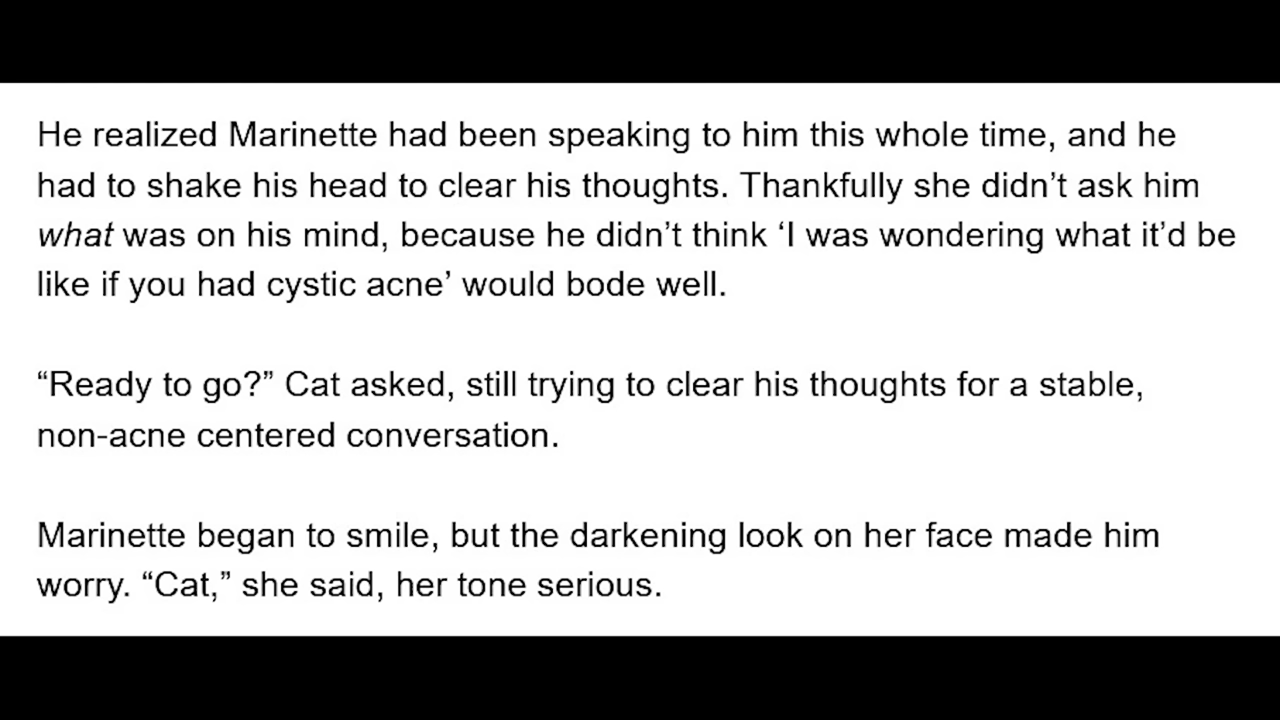 He realized Marinette had been speaking to him this whole time, and he
had to shake his head to clear his thoughts. Thankfully she didn’t ask him
what was on his mind, because he didn’t think ‘I was wondering what it’d be
like if you had cystic acne’ would bode well.
“Ready to go?” Cat asked, still trying to clear his thoughts for a stable,
non-acne centered conversation.
Marinette began to smile, but the darkening look on her face made him
worry. “Cat,” she said, her tone serious.